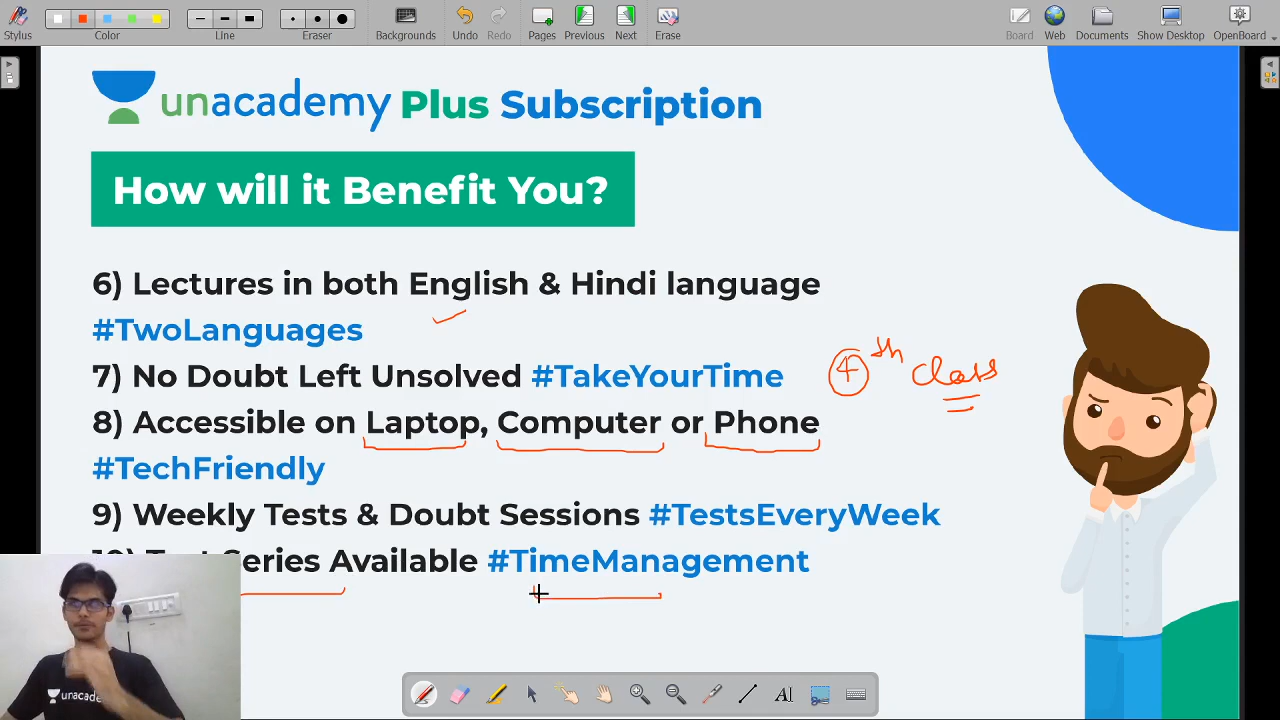 Stylus Color Line Eraser Backgrounds Undo Redo Pages Previous Next Erase Board Web Documents Show Desktop OpenBoard
unacademy Plus Subscription
How will it Benefit You?
6) Lectures in both English & Hindi language
#TwoLanguages
7) No Doubt Left Unsolved #TakeYourTime
4th class
8) Accessible on Laptop, Computer or Phone
#TechFriendly
9) Weekly Tests & Doubt Sessions #TestsEveryWeek
Series Available #TimeManagement
unacademy
AI